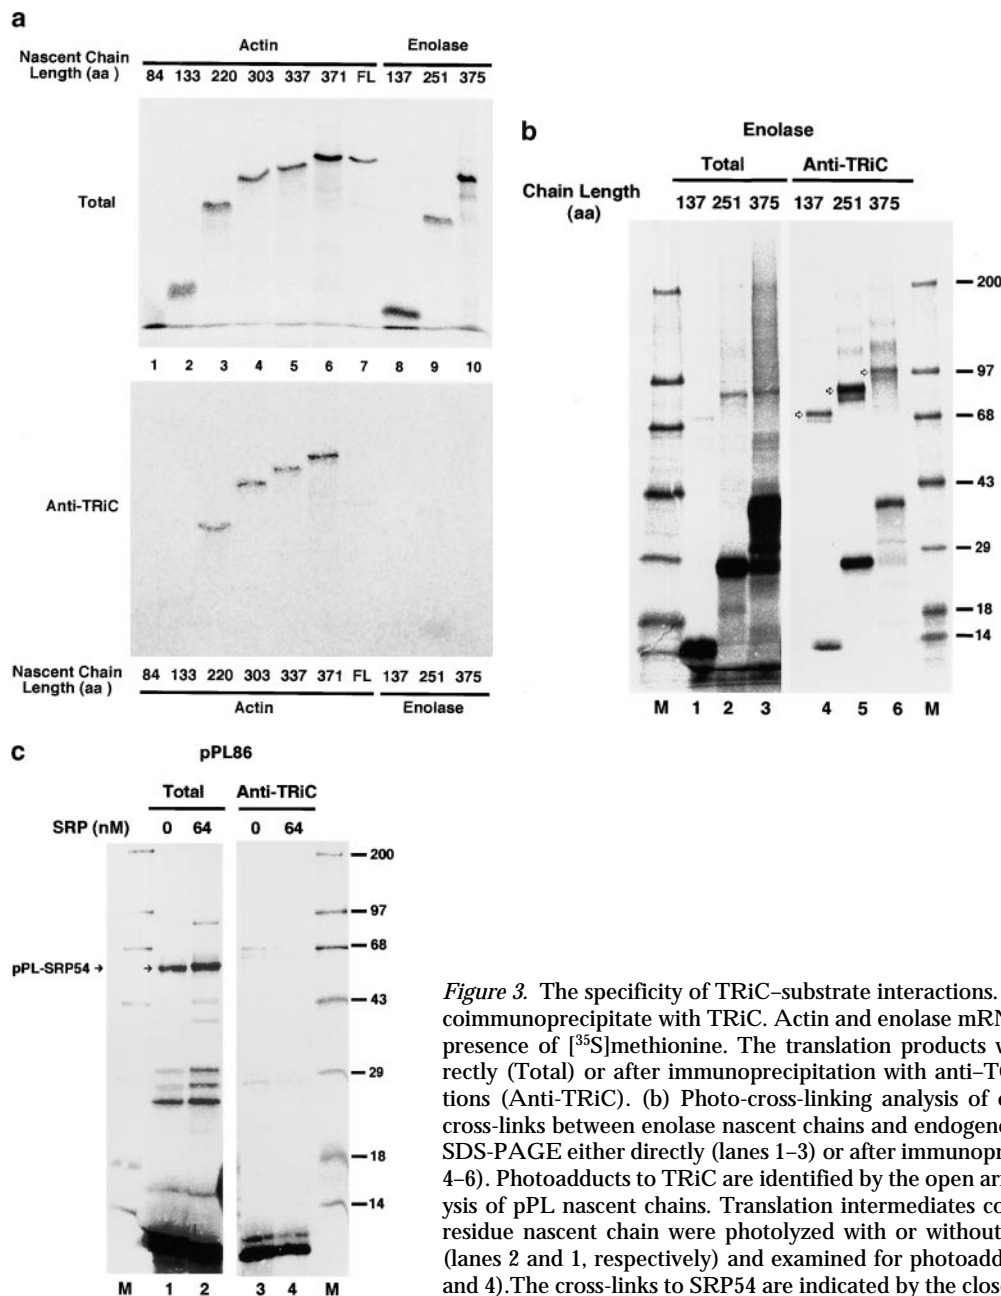 a
Actin Enolase
Nascent Chain
Length (aa ) 84 133 220 303 337 371 FL 137 251 375
Total
1 2 3 4 5 6 7 8 9 10
Anti-TRiC
Nascent Chain
Length (aa ) 84 133 220 303 337 371 FL 137 251 375
Actin Enolase
b
Enolase
Total Anti-TRiC
Chain Length
(aa)
137 251 375 137 251 375
200
97
68
43
29
18
14
M 1 2 3 4 5 6 M
c
pPL86
Total Anti-TRiC
SRP (nM) 0 64 0 64
200
97
68
pPL-SRP54
43
29
18
14
M 1 2 3 4 M
Figure 3. The specificity of TRiC–substrate interactions.
coimmunoprecipitate with TRiC. Actin and enolase mRN
presence of [35S]methionine. The translation products w
rectly (Total) or after immunoprecipitation with anti–TC
tions (Anti-TRiC). (b) Photo-cross-linking analysis of
cross-links between enolase nascent chains and endogen
SDS-PAGE either directly (lanes 1–3) or after immunopr
4–6). Photoadducts to TRiC are identified by the open ar
ysis of pPL nascent chains. Translation intermediates co
residue nascent chain were photolyzed with or without
(lanes 2 and 1, respectively) and examined for photoadd
and 4).The cross-links to SRP54 are indicated by the clos